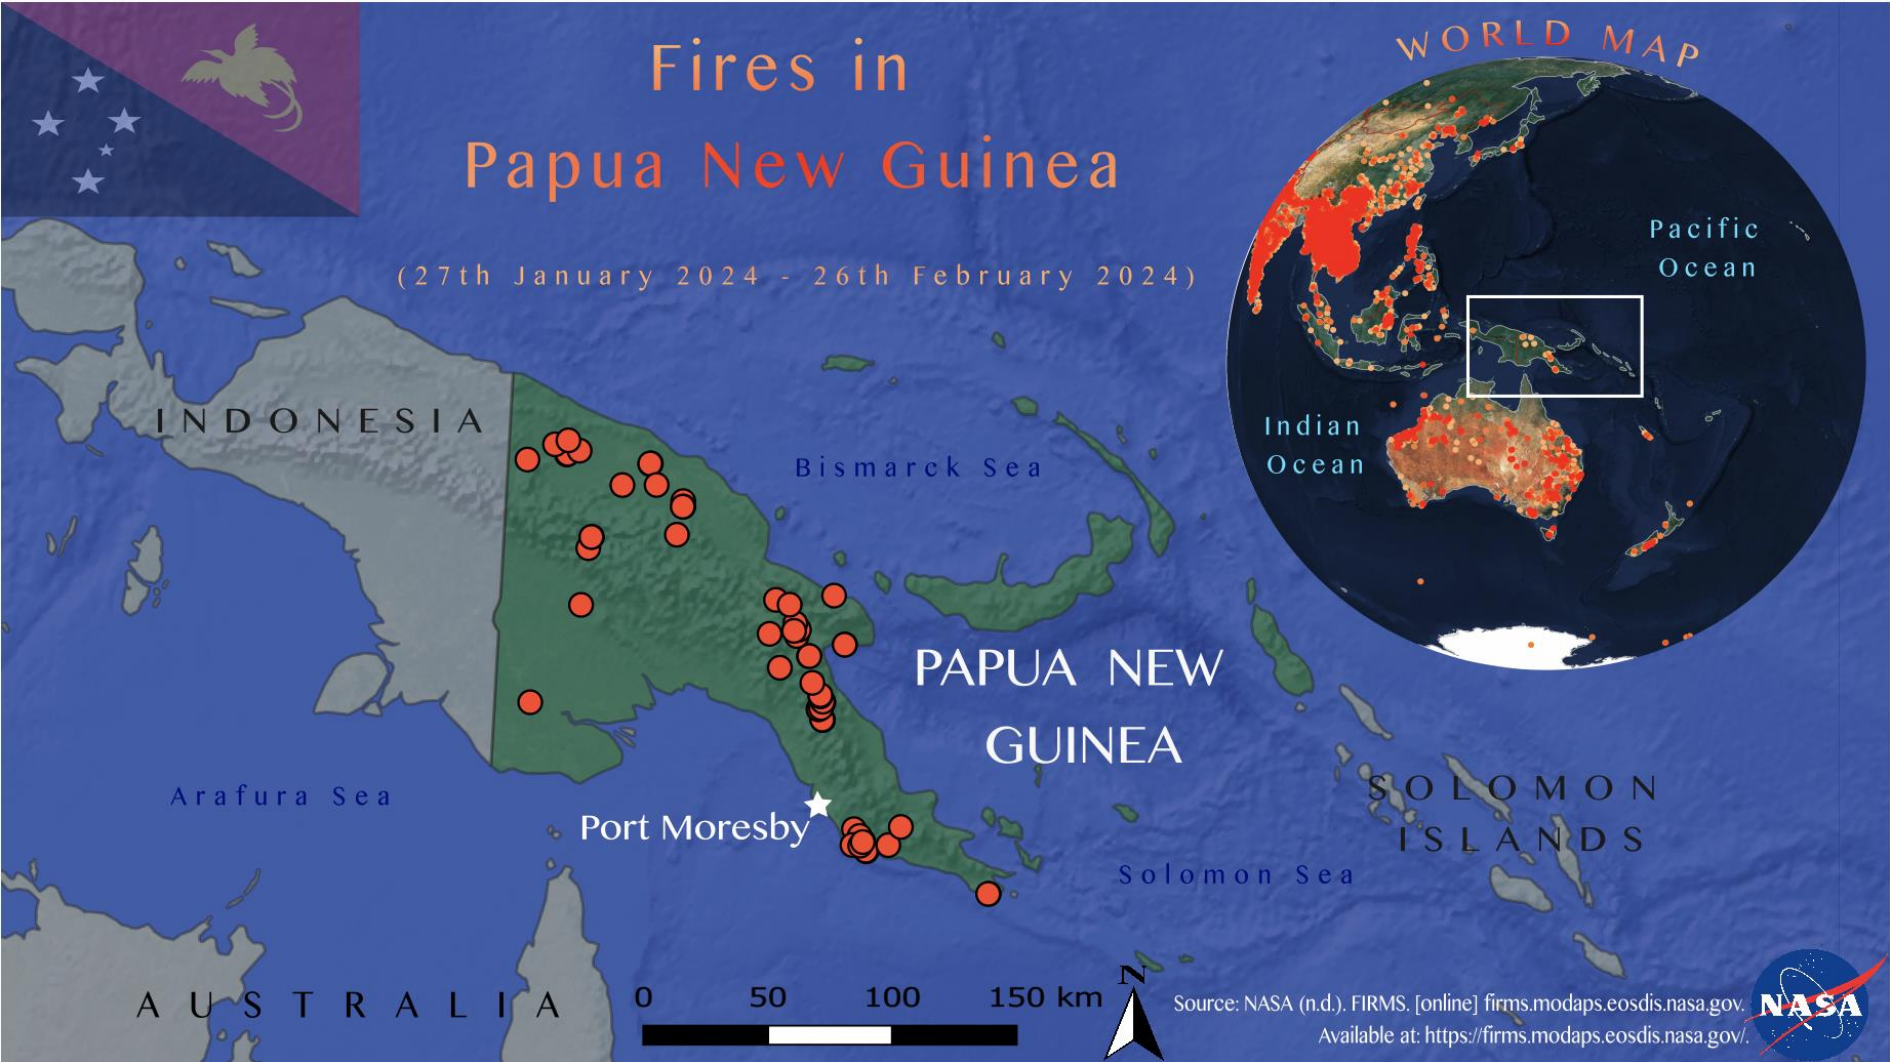 Fires in
Papua New Guinea
(27th January 2024 - 26th February 2024)
WORLD MAP
Pacific
Ocean
Indian
Ocean
INDONESIA
Bismarck Sea
PAPUA NEW
GUINEA
Arafura Sea
Port Moresby
SOLOMON
ISLANDS
Solomon Sea
AUSTRALIA
0 50 100 150 km
N
Source: NASA (n.d.). FIRMS. [online] firms.modaps.eosdis.nasa.gov.
Available at: https://firms.modaps.eosdis.nasa.gov/.
NASA